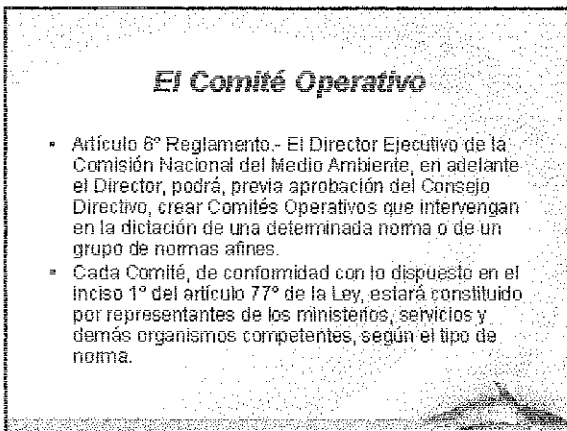 El Comité Operativo
▪ Artículo 6º Reglamento.- El Director Ejecutivo de la
Comisión Nacional del Medio Ambiente, en adelante
el Director, podrá, previa aprobación del Consejo
Directivo, crear Comités Operativos que intervengan
en la dictación de una determinada norma o de un
grupo de normas afines.
▪ Cada Comité, de conformidad con lo dispuesto en el
inciso 1º del artículo 77º de la Ley, estará constituido
por representantes de los ministerios, servicios y
demás organismos competentes, según el tipo de
norma.